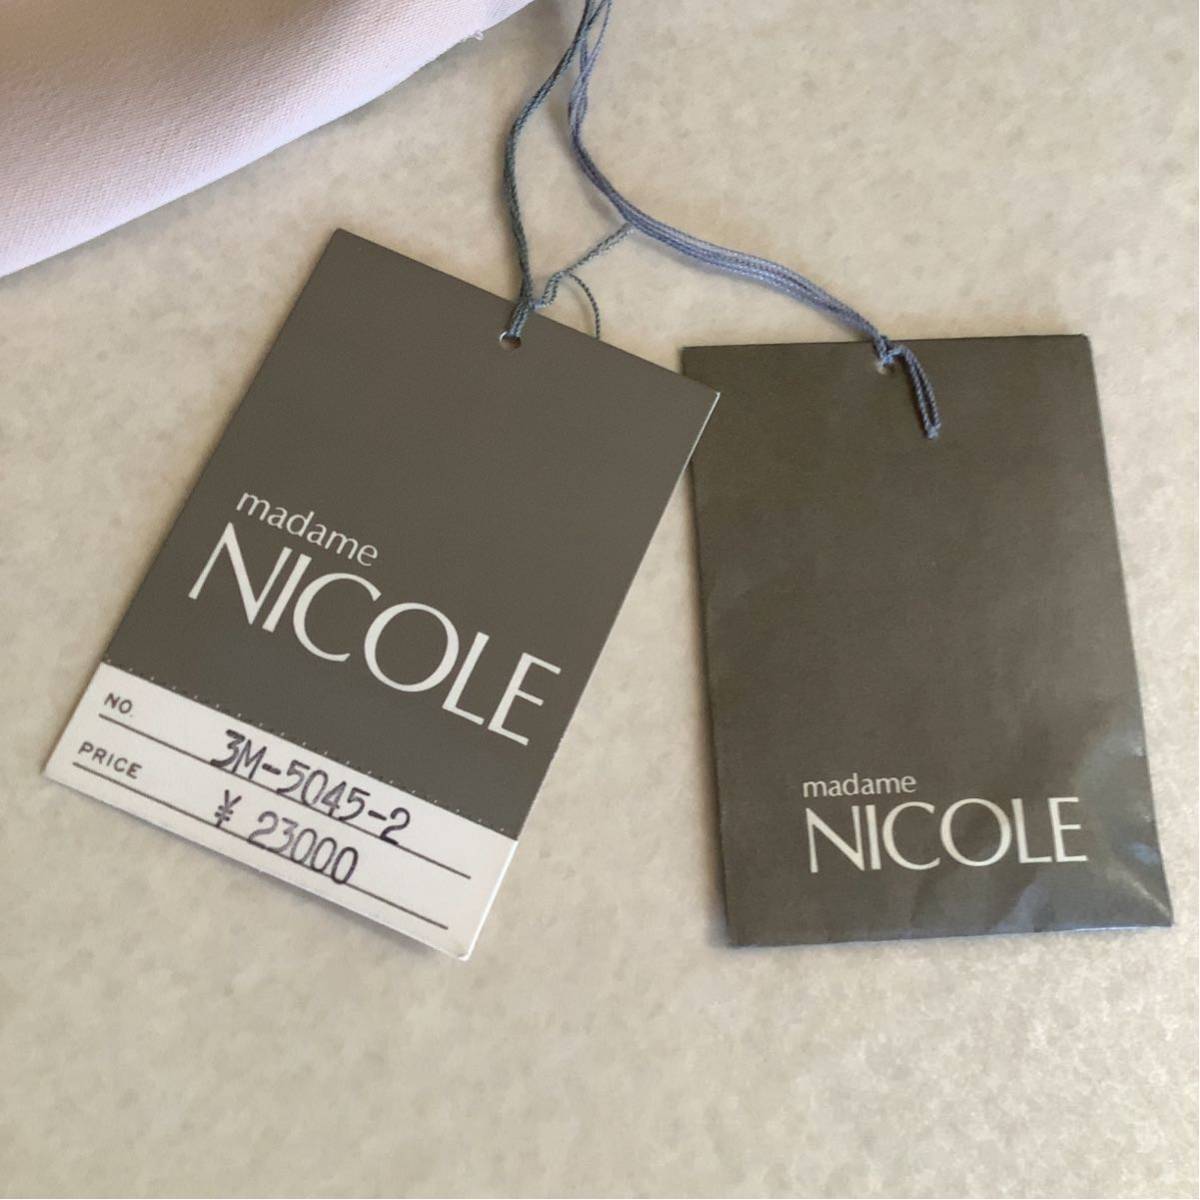 madame
NICOLE
NO. 3M-5045-2
PRICE ¥ 23000
madame
NICOLE